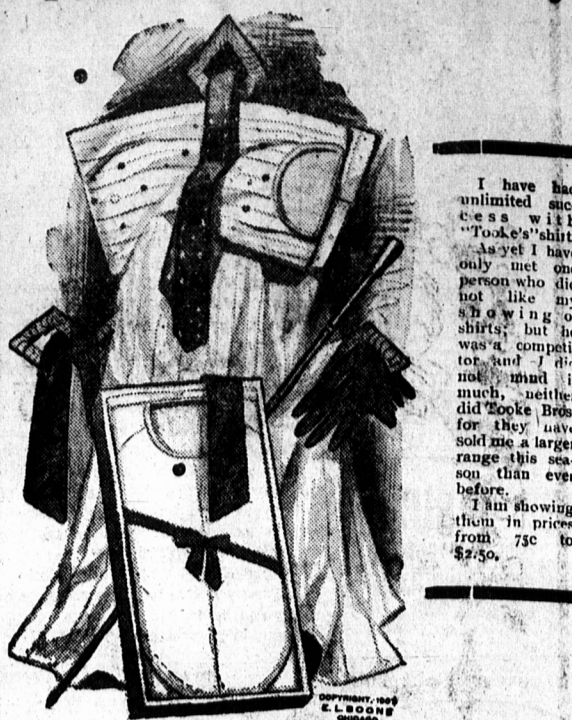 I have had
unlimited suc
cess with
"Tooke's" shirt
As yet I have
only met one
person who did
not like my
showing of
shirts, but he
was a competi
tor and I did
not mind it
much, neither
did Tooke Bros.
for they have
sold me a larger
range this sea-
son than ever
before.
I am showing
them in prices
from 75c to
$2.50.
COPYRIGHT, 190
E. L. BOONE
CHICAGO